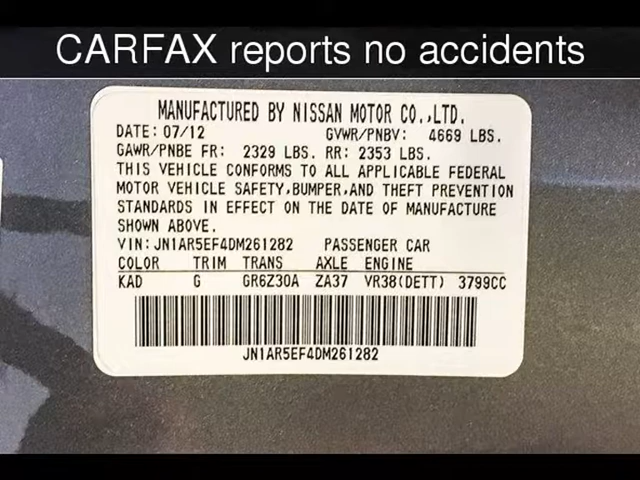 CARFAX reports no accidents
MANUFACTURED BY NISSAN MOTOR CO.,LTD.
DATE: 07/12 GVWR/PNBV: 4669 LBS.
GAWR/PNBE FR: 2329 LBS. RR: 2353 LBS.
THIS VEHICLE CONFORMS TO ALL APPLICABLE FEDERAL
MOTOR VEHICLE SAFETY,BUMPER,AND THEFT PREVENTION
STANDARDS IN EFFECT ON THE DATE OF MANUFACTURE
SHOWN ABOVE.
VIN: JN1AR5EF4DM261282 PASSENGER CAR
COLOR TRIM TRANS AXLE ENGINE
KAD G GR6Z30A ZA37 VR38(DETT) 3799CC
JN1AR5EF4DM261282